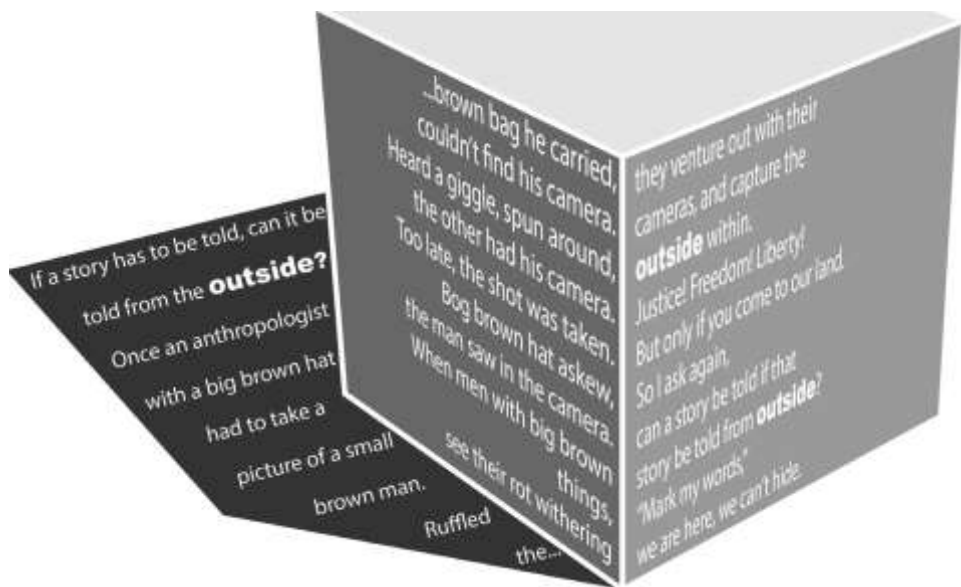 If a story has to be told, can it be
told from the outside?
Once an anthropologist
with a big brown hat
had to take a
picture of a small
brown man.
Ruffled
the...
...brown bag he carried,
couldn't find his camera.
Heard a giggle, spun around,
the other had his camera.
Too late, the shot was taken.
Bog brown hat askew,
the man saw in the camera.
When men with big brown
things,
see their rot withering
they venture out with their
cameras, and capture the
outside within.
Justice! Freedom! Liberty!
But only if you come to our land.
So I ask again,
can a story be told if that
story be told from outside?
"Mark my words,"
we are here, we can't hide.